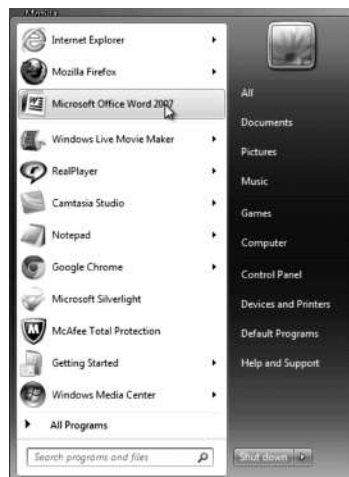 Mozilla
Internet Explorer
Mozilla Firefox
Microsoft Office Word 2007
Windows Live Movie Maker
RealPlayer
Camtasia Studio
Notepad
Google Chrome
Microsoft Silverlight
McAfee Total Protection
Getting Started
Windows Media Center
All Programs
Search programs and files
All
Documents
Pictures
Music
Games
Computer
Control Panel
Devices and Printers
Default Programs
Help and Support
Shut down